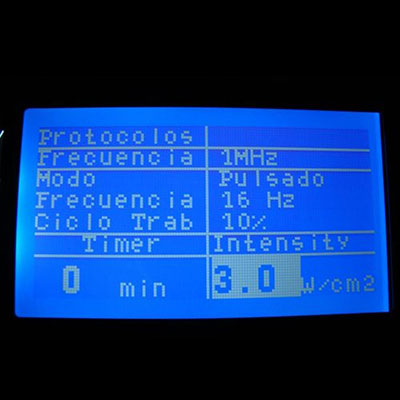 Protocolos
Frecuencia 1MHz
Modo Pulsado
Frecuencia 16 Hz
Ciclo Trab 10%
Timer Intensity
0 min 3.0 W/cm2